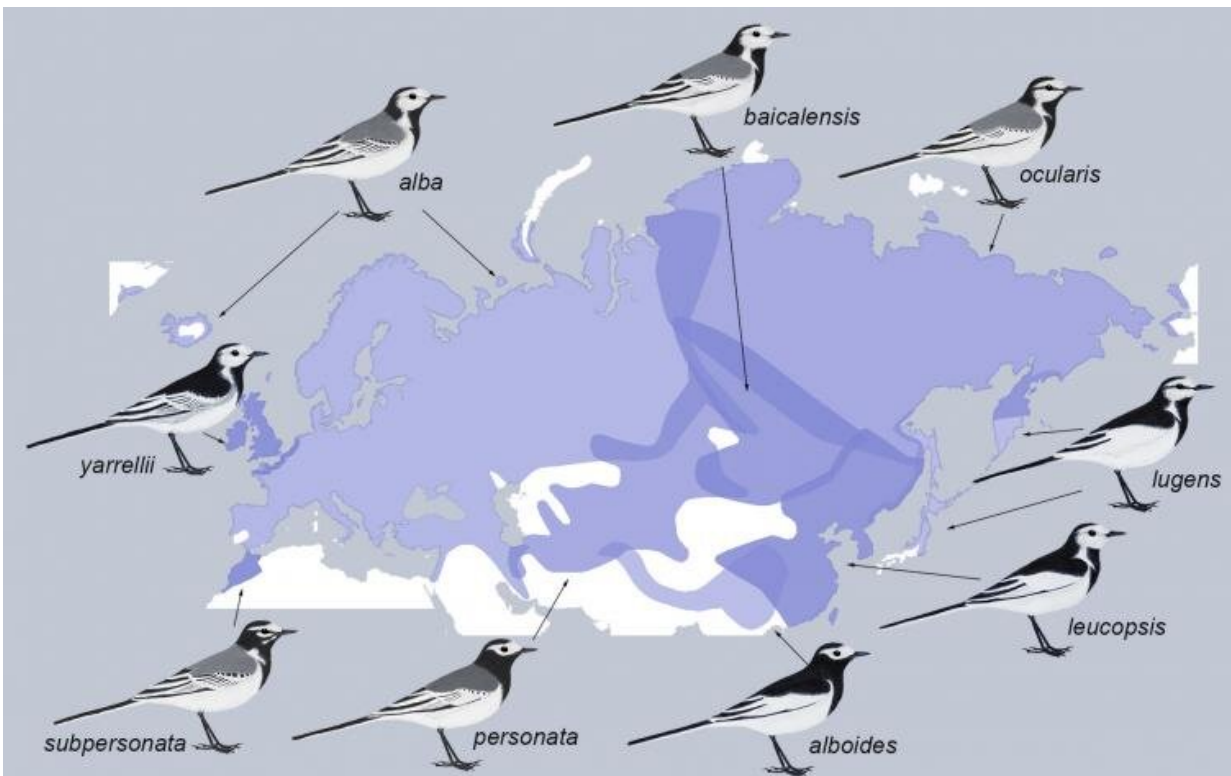 baicalensis
ocularis
alba
yarrellii
lugens
leucopsis
subpersonata
personata
alboides